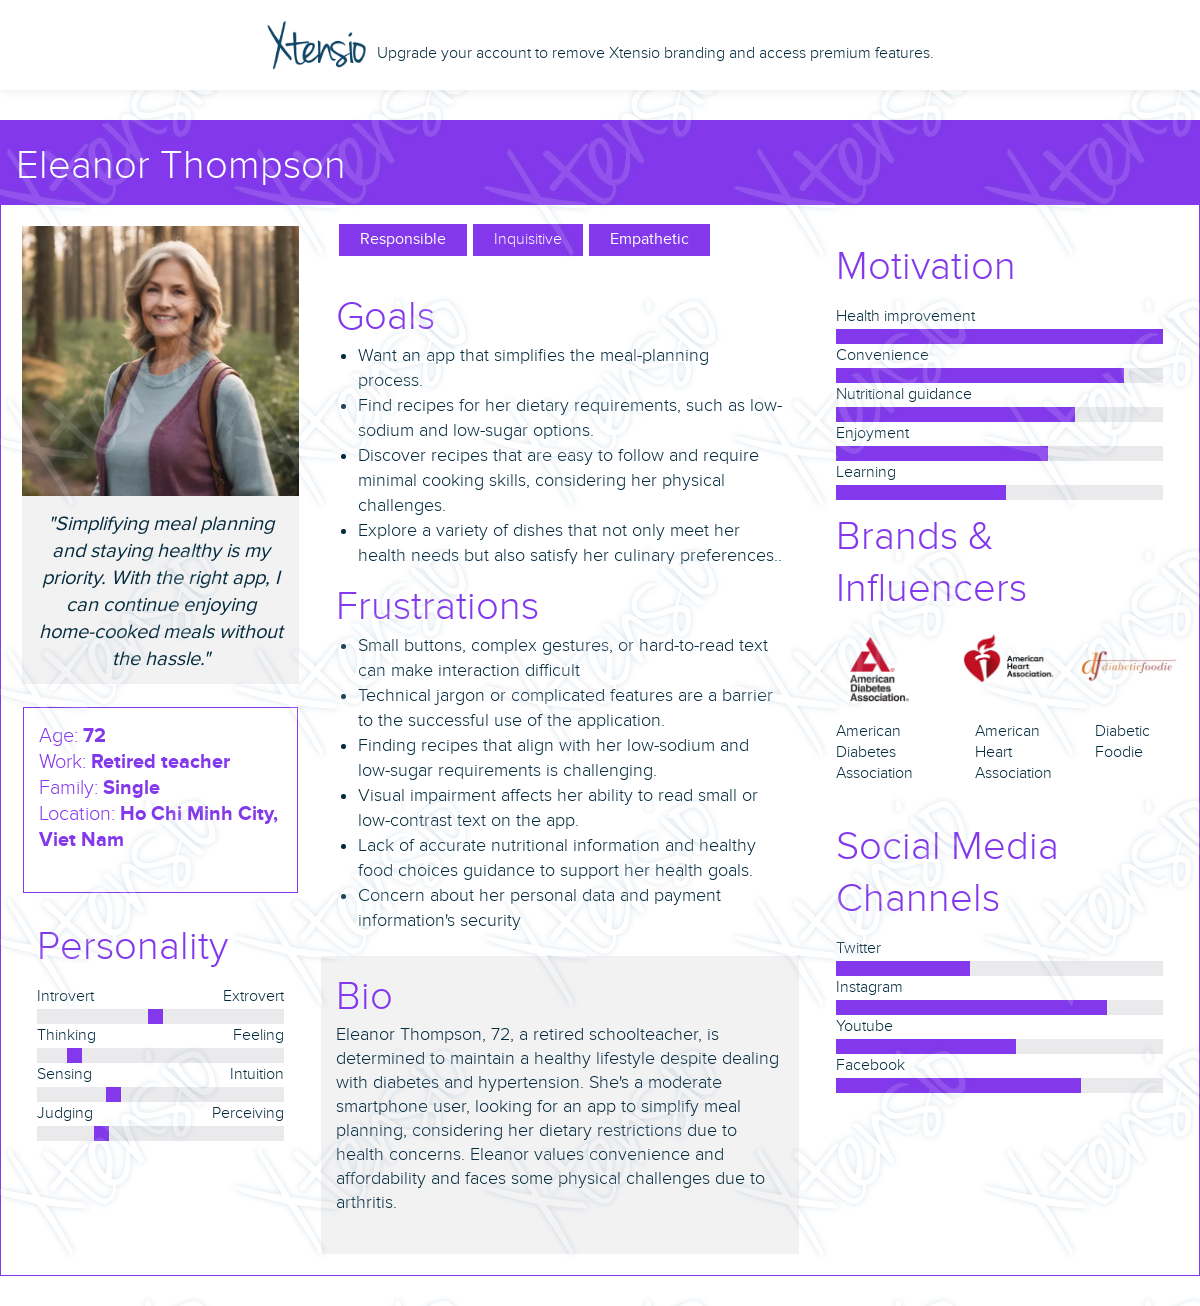 Xtensio Upgrade your account to remove Xtensio branding and access premium features.
Eleanor Thompson
"Simplifying meal planning
and staying healthy is my
priority. With the right app, I
can continue enjoying
home-cooked meals without
the hassle."
Age: 72
Work: Retired teacher
Family: Single
Location: Ho Chi Minh City,
Viet Nam
Personality
Introvert Extrovert
Thinking Feeling
Sensing Intuition
Judging Perceiving
Responsible Inquisitive Empathetic
Goals
Want an app that simplifies the meal-planning
process.
Find recipes for her dietary requirements, such as low-
sodium and low-sugar options.
Discover recipes that are easy to follow and require
minimal cooking skills, considering her physical
challenges.
Explore a variety of dishes that not only meet her
health needs but also satisfy her culinary preferences..
Frustrations
Small buttons, complex gestures, or hard-to-read text
can make interaction difficult
Technical jargon or complicated features are a barrier
to the successful use of the application.
Finding recipes that align with her low-sodium and
low-sugar requirements is challenging.
Visual impairment affects her ability to read small or
low-contrast text on the app.
Lack of accurate nutritional information and healthy
food choices guidance to support her health goals.
Concern about her personal data and payment
information's security
Bio
Eleanor Thompson, 72, a retired schoolteacher, is
determined to maintain a healthy lifestyle despite dealing
with diabetes and hypertension. She's a moderate
smartphone user, looking for an app to simplify meal
planning, considering her dietary restrictions due to
health concerns. Eleanor values convenience and
affordability and faces some physical challenges due to
arthritis.
Motivation
Health improvement
Convenience
Nutritional guidance
Enjoyment
Learning
Brands &
Influencers
American
Diabetes
Association®
American
Heart
Association.
df diabeticfoodie
American
Diabetes
Association
American
Heart
Association
Diabetic
Foodie
Social Media
Channels
Twitter
Instagram
Youtube
Facebook